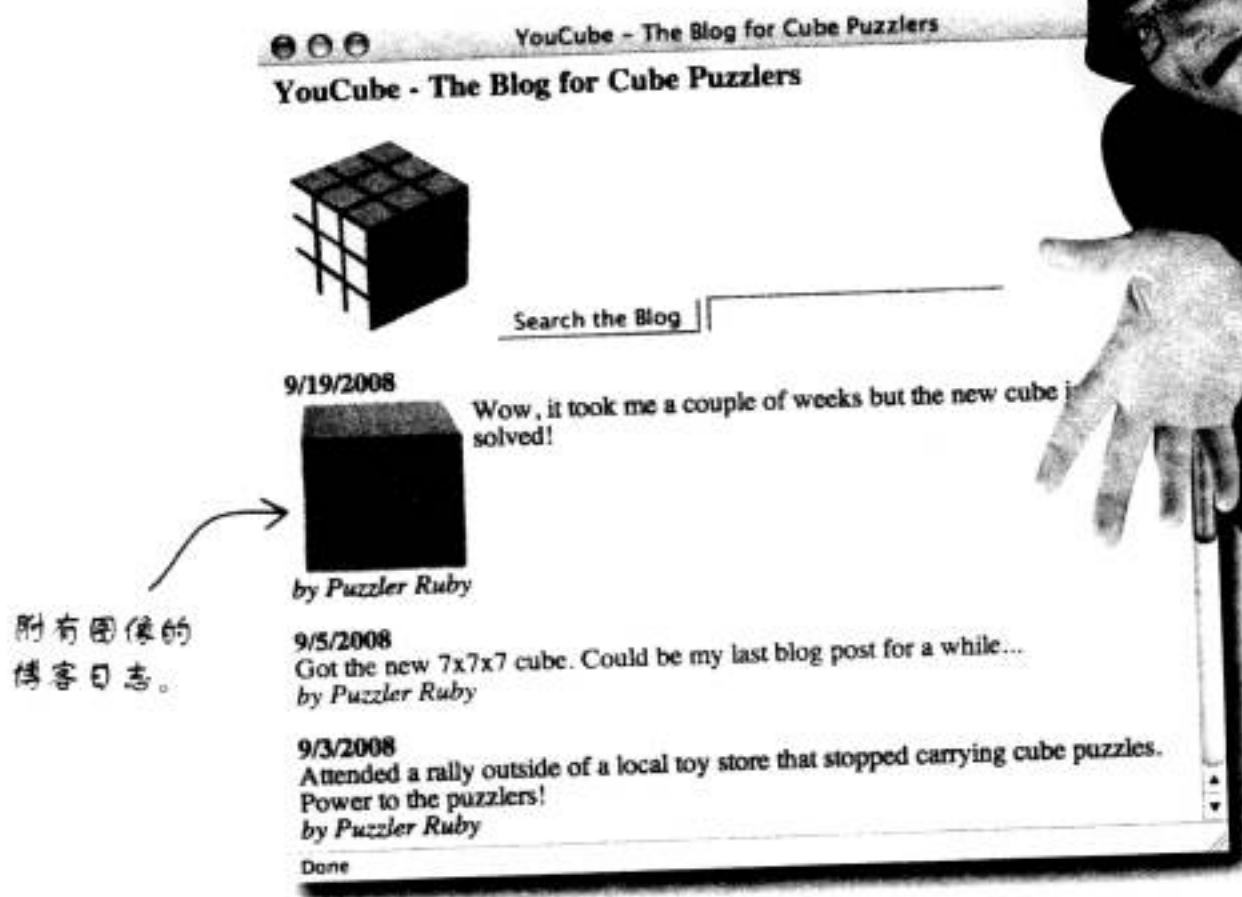 YouCube - The Blog for Cube Puzzlers
YouCube - The Blog for Cube Puzzlers
Search the Blog
9/19/2008
Wow, it took me a couple of weeks but the new cube
solved!
by Puzzler Ruby
附有图像的
博客日志。
9/5/2008
Got the new 7x7x7 cube. Could be my last blog post for a while...
by Puzzler Ruby
9/3/2008
Attended a rally outside of a local toy store that stopped carrying cube puzzles.
Power to the puzzlers!
by Puzzler Ruby
Done